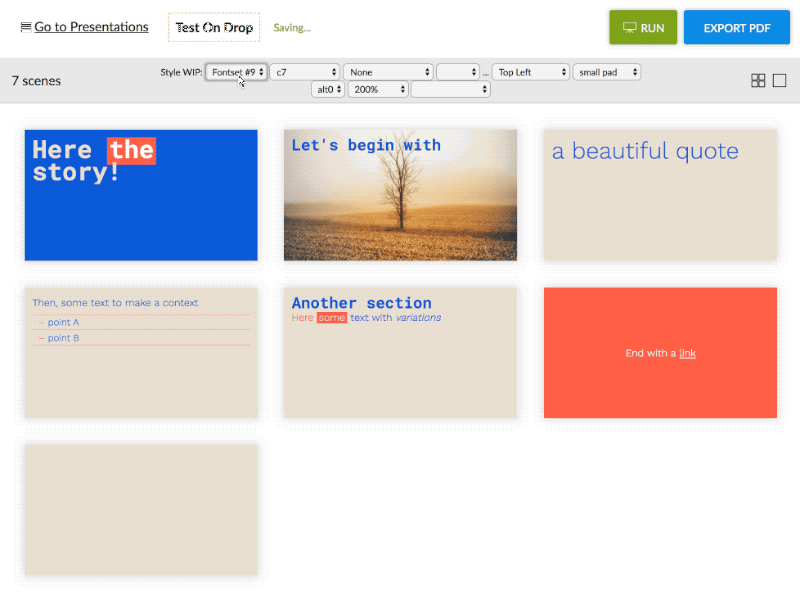 Go to Presentations
Test On Drop
Saving...
RUN
EXPORT PDF
7 scenes
Style WIP: Fontset #9 c7 None ... Top Left small pad
alt0 200%
Here the
story!
Let's begin with
a beautiful quote
Then, some text to make a context
– point A
– point B
Another section
Here some text with variations
End with a link